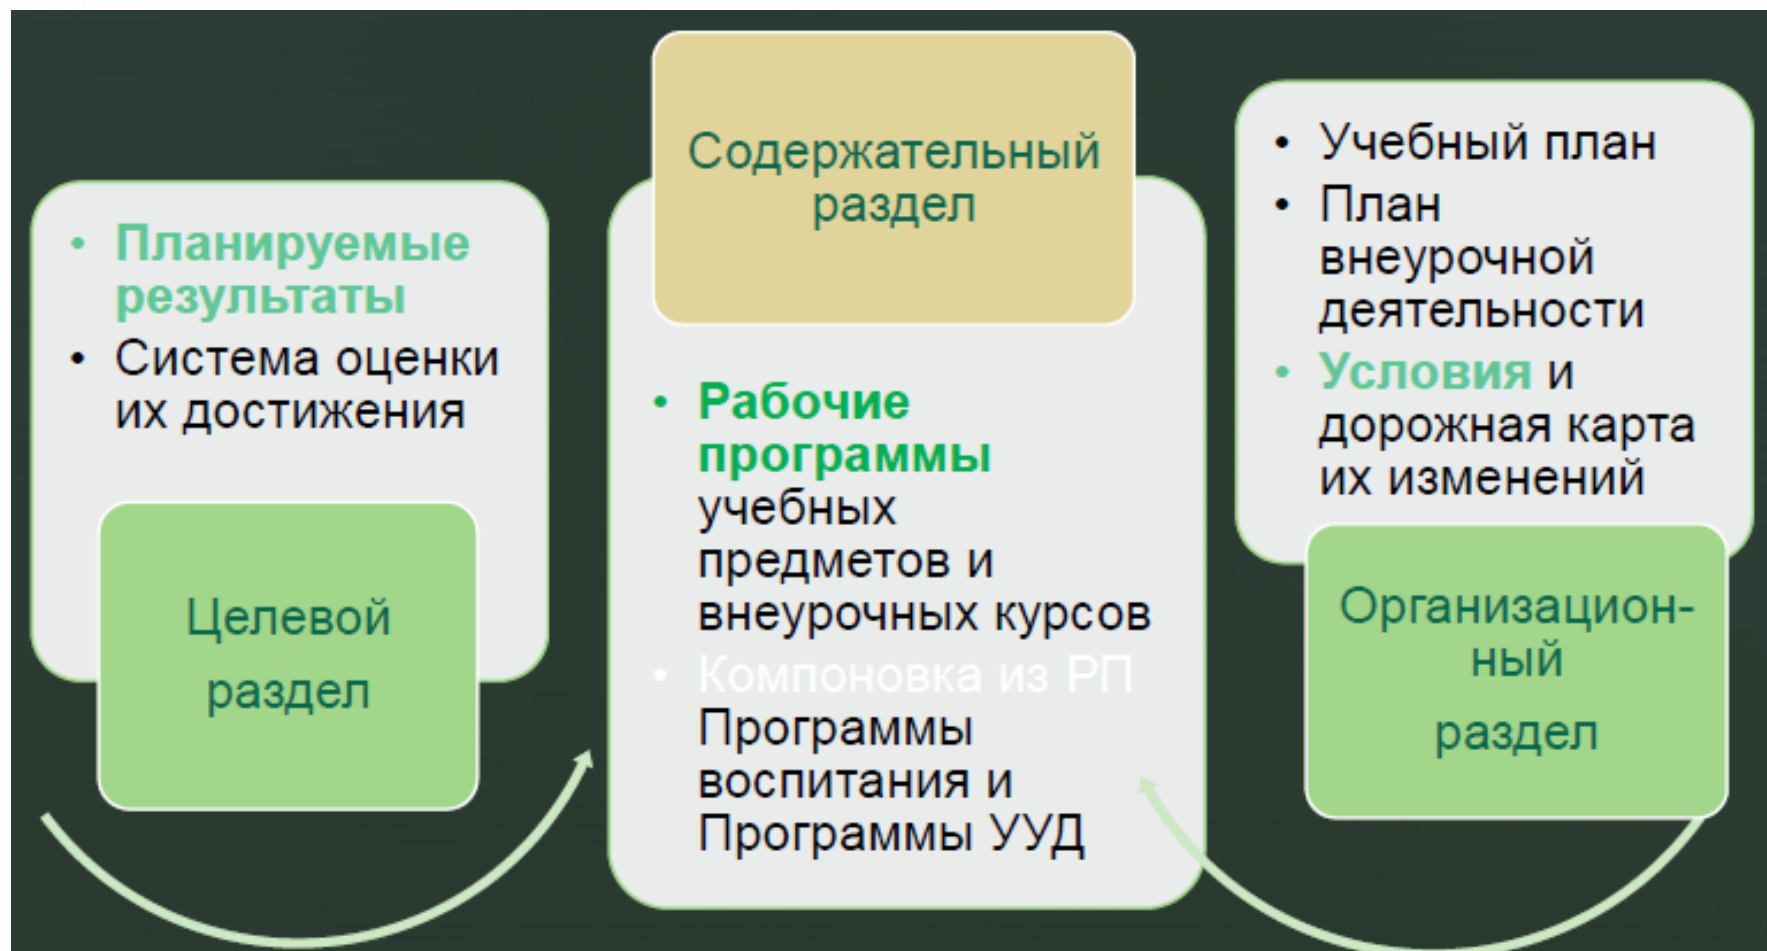 • Планируемые
результаты
• Система оценки
их достижения
Целевой
раздел
Содержательный
раздел
• Рабочие
программы
учебных
предметов и
внеурочных курсов
• Компоновка из РП
Программы
воспитания и
Программы УУД
• Учебный план
• План
внеурочной
деятельности
• Условия и
дорожная карта
их изменений
Организацион-
ный
раздел